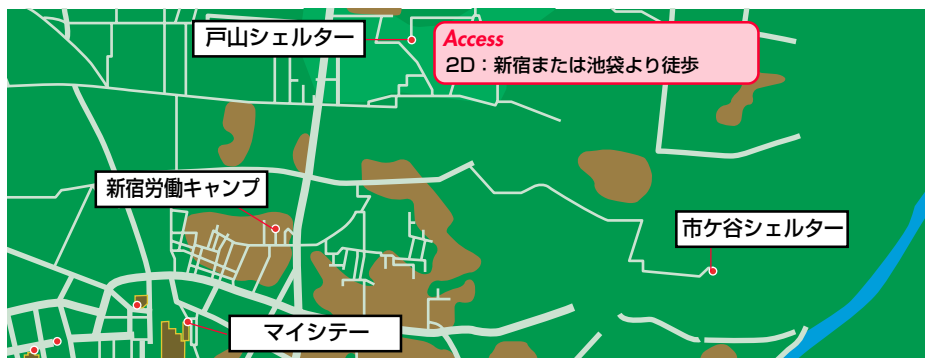 戸山シェルター
Access
2D：新宿または池袋より徒歩
新宿労働キャンプ
市ケ谷シェルター
マイシテー